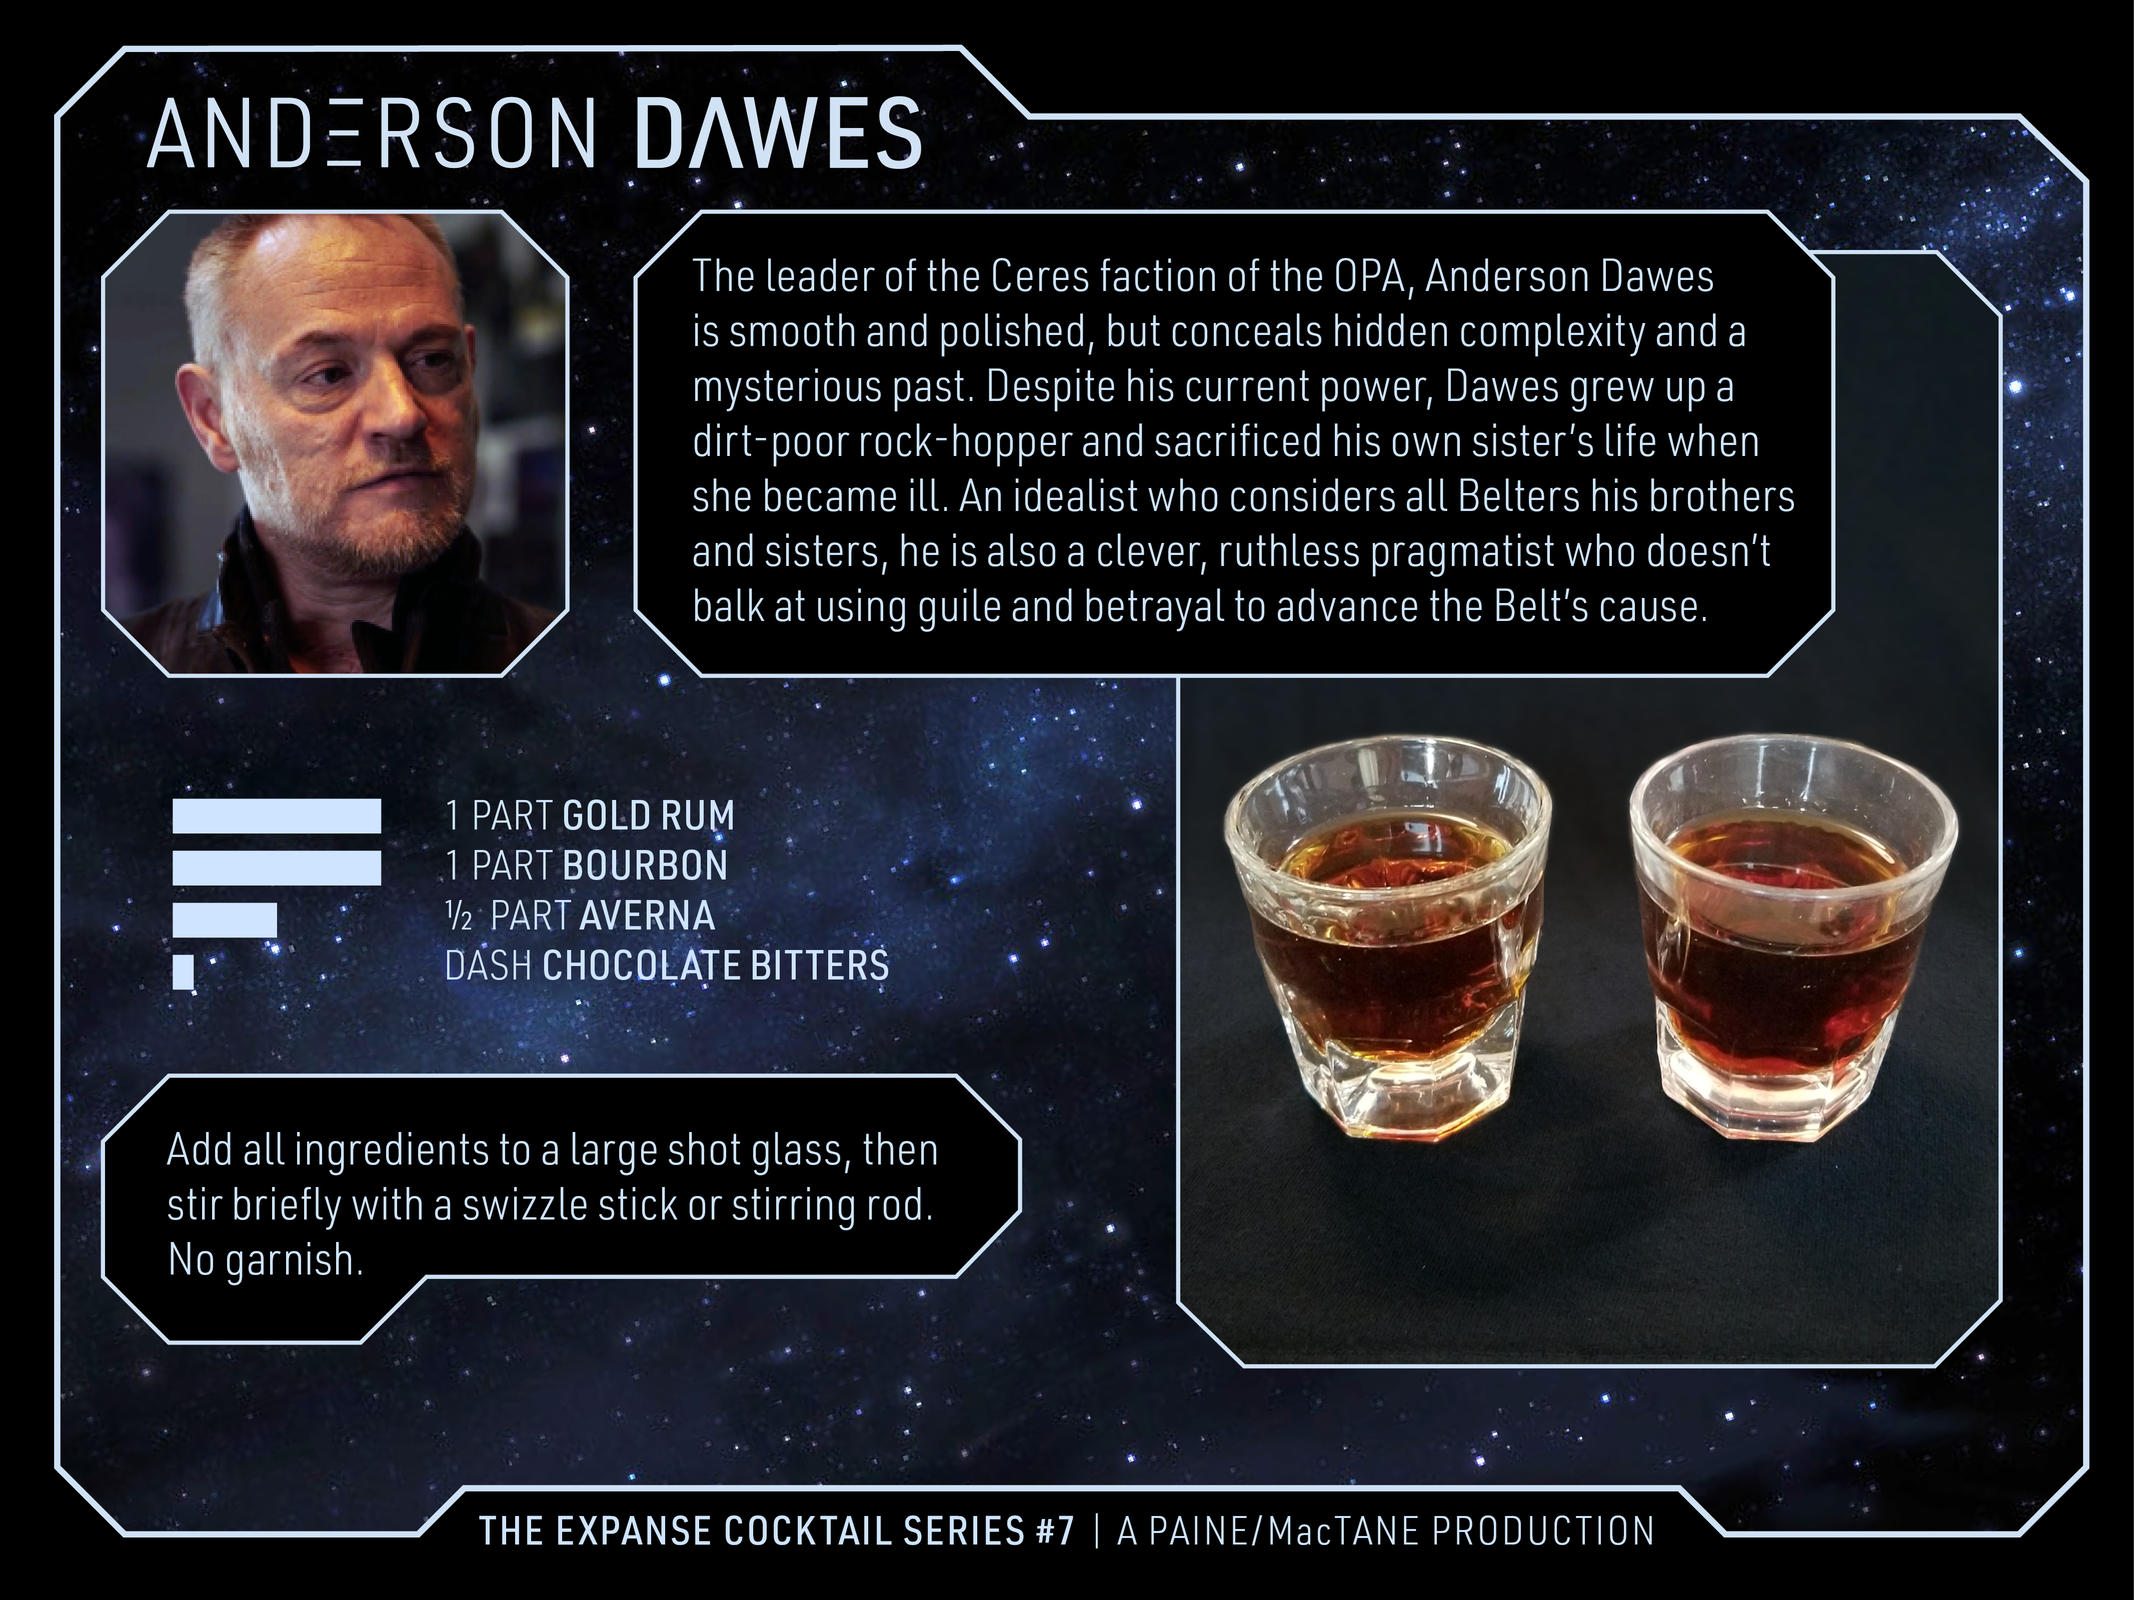 ANDERSON DAWES
The leader of the Ceres faction of the OPA, Anderson Dawes
is smooth and polished, but conceals hidden complexity and a
mysterious past. Despite his current power, Dawes grew up a
dirt-poor rock-hopper and sacrificed his own sister’s life when
she became ill. An idealist who considers all Belters his brothers
and sisters, he is also a clever, ruthless pragmatist who doesn’t
balk at using guile and betrayal to advance the Belt’s cause.
1 PART GOLD RUM
1 PART BOURBON
½ PART AVERNA
DASH CHOCOLATE BITTERS
Add all ingredients to a large shot glass, then
stir briefly with a swizzle stick or stirring rod.
No garnish.
THE EXPANSE COCKTAIL SERIES #7 | A PAINE/MacTANE PRODUCTION